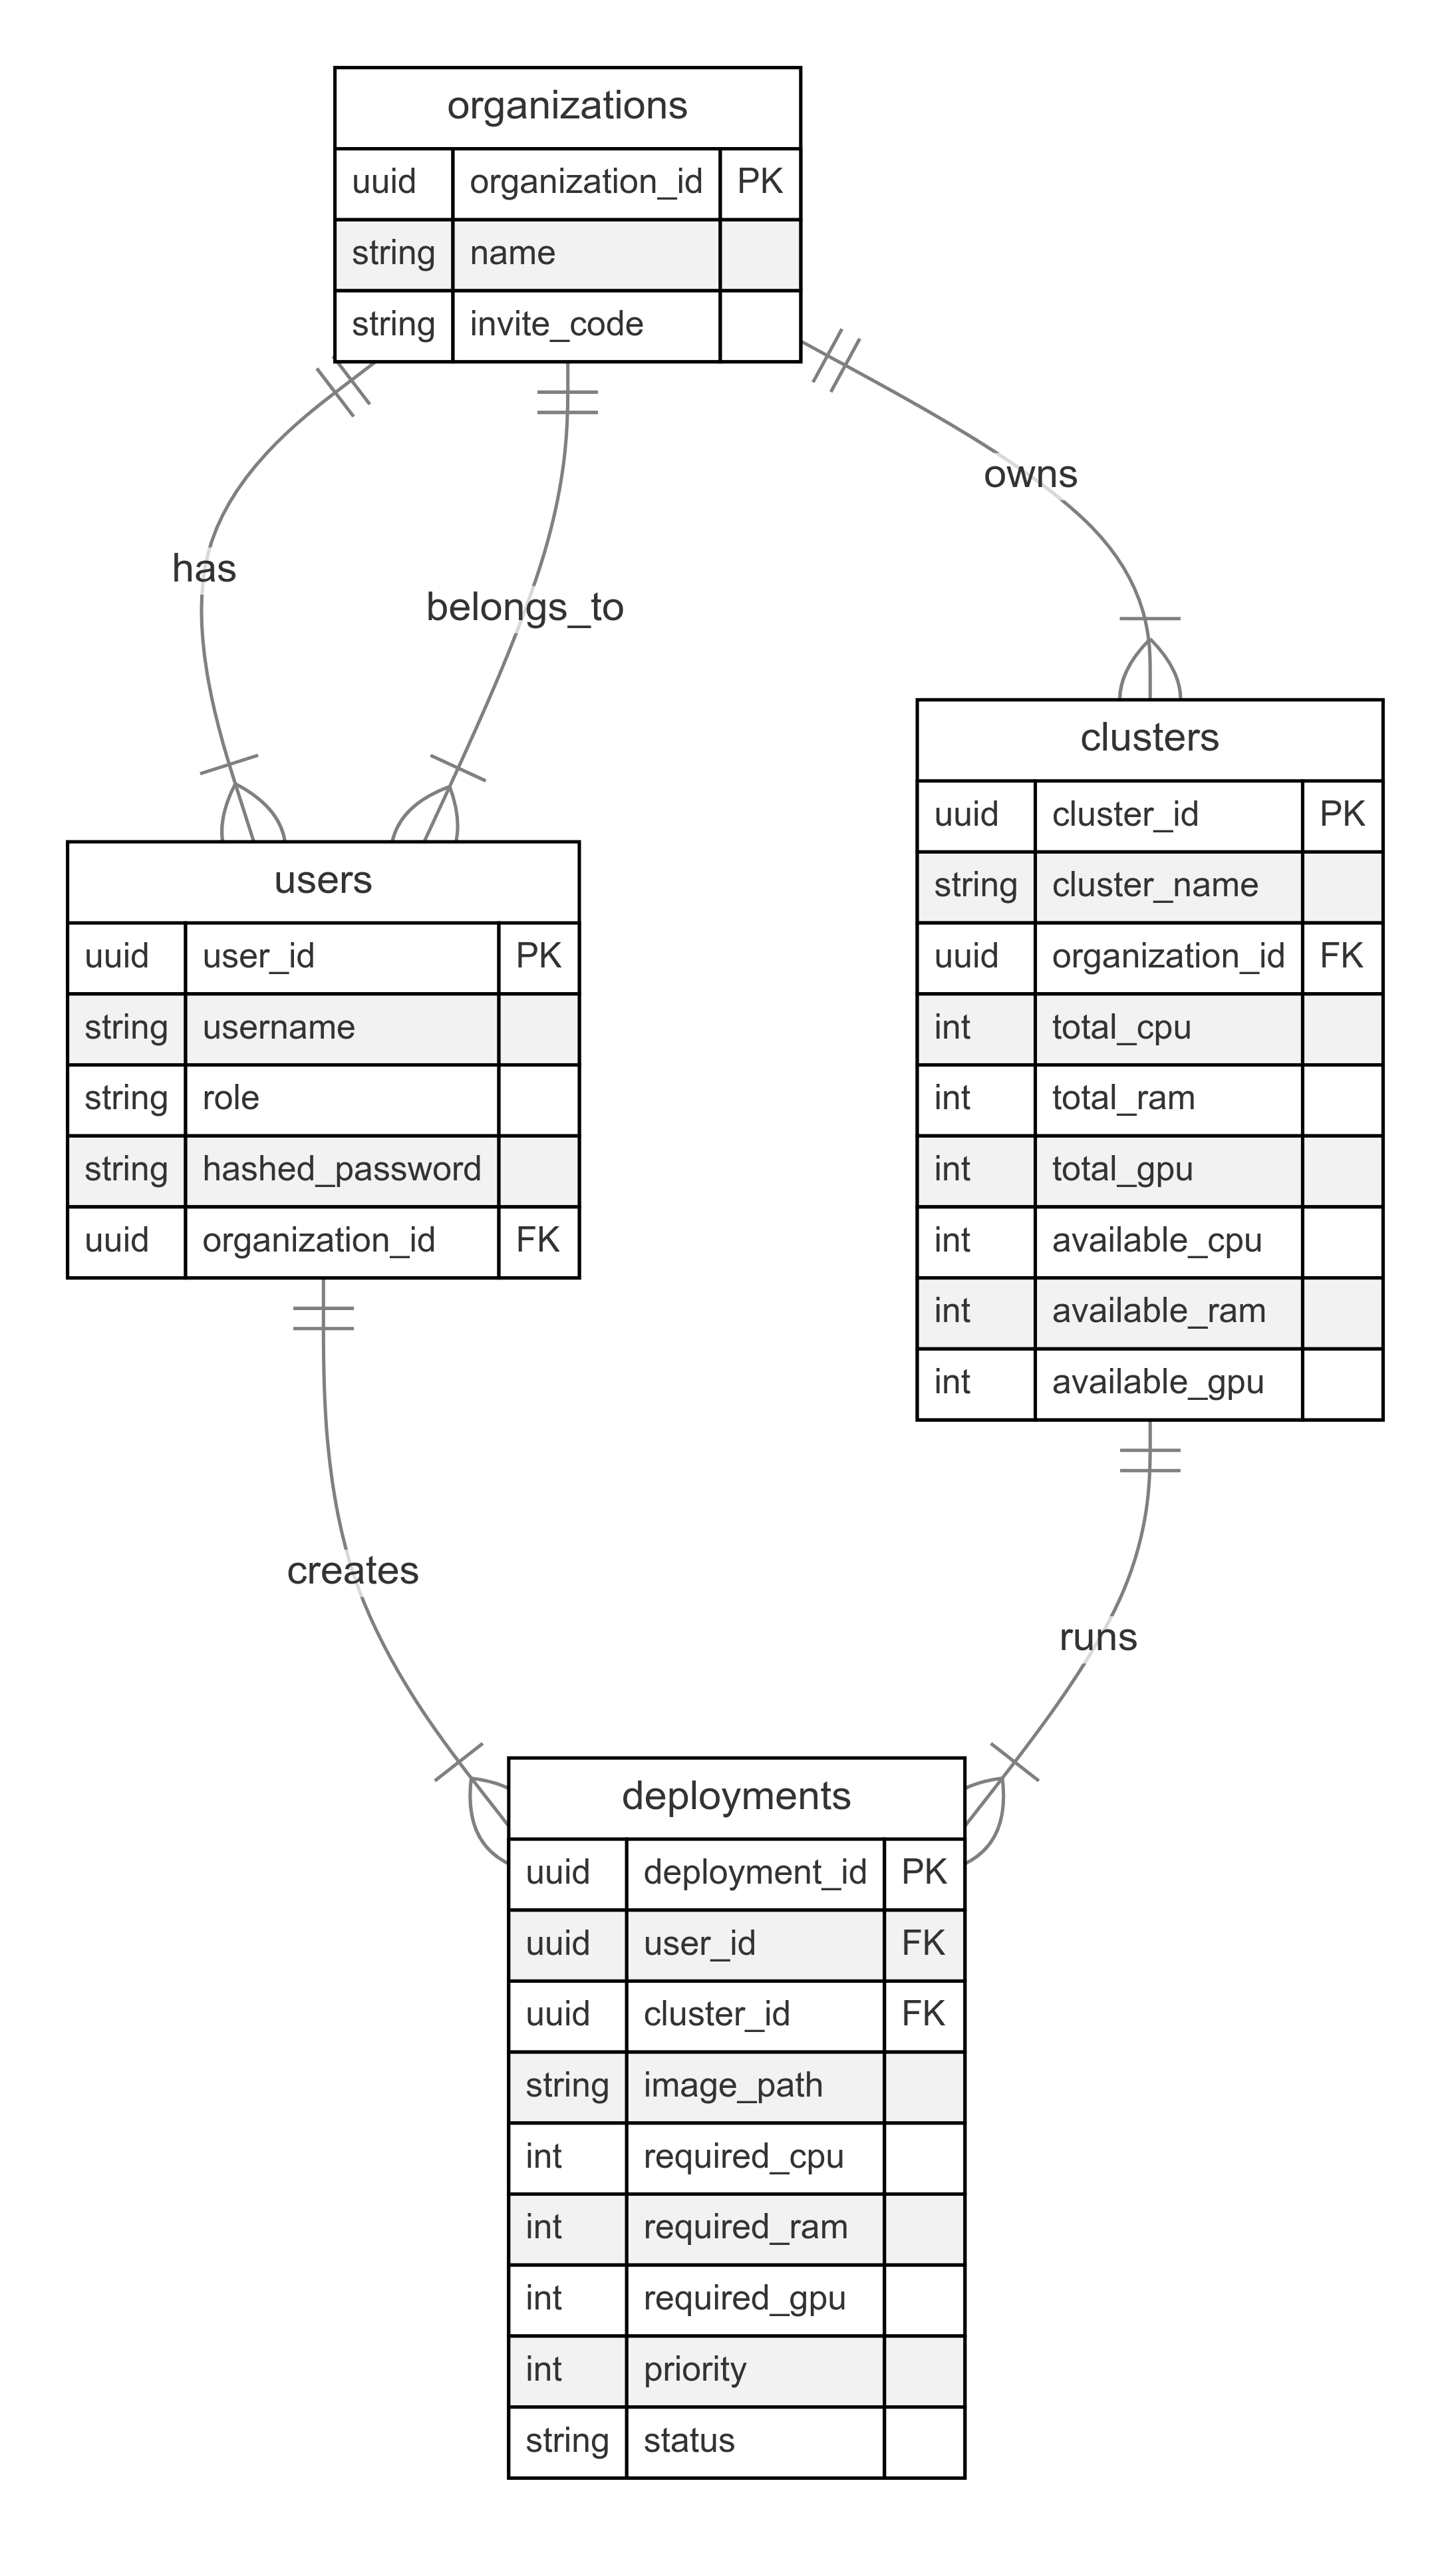 organizations
uuid organization_id PK
string name
string invite_code
owns
has
belongs_to
clusters
uuid cluster_id PK
string cluster_name
uuid organization_id FK
int total_cpu
int total_ram
int total_gpu
int available_cpu
int available_ram
int available_gpu
users
uuid user_id PK
string username
string role
string hashed_password
uuid organization_id FK
creates
runs
deployments
uuid deployment_id PK
uuid user_id FK
uuid cluster_id FK
string image_path
int required_cpu
int required_ram
int required_gpu
int priority
string status